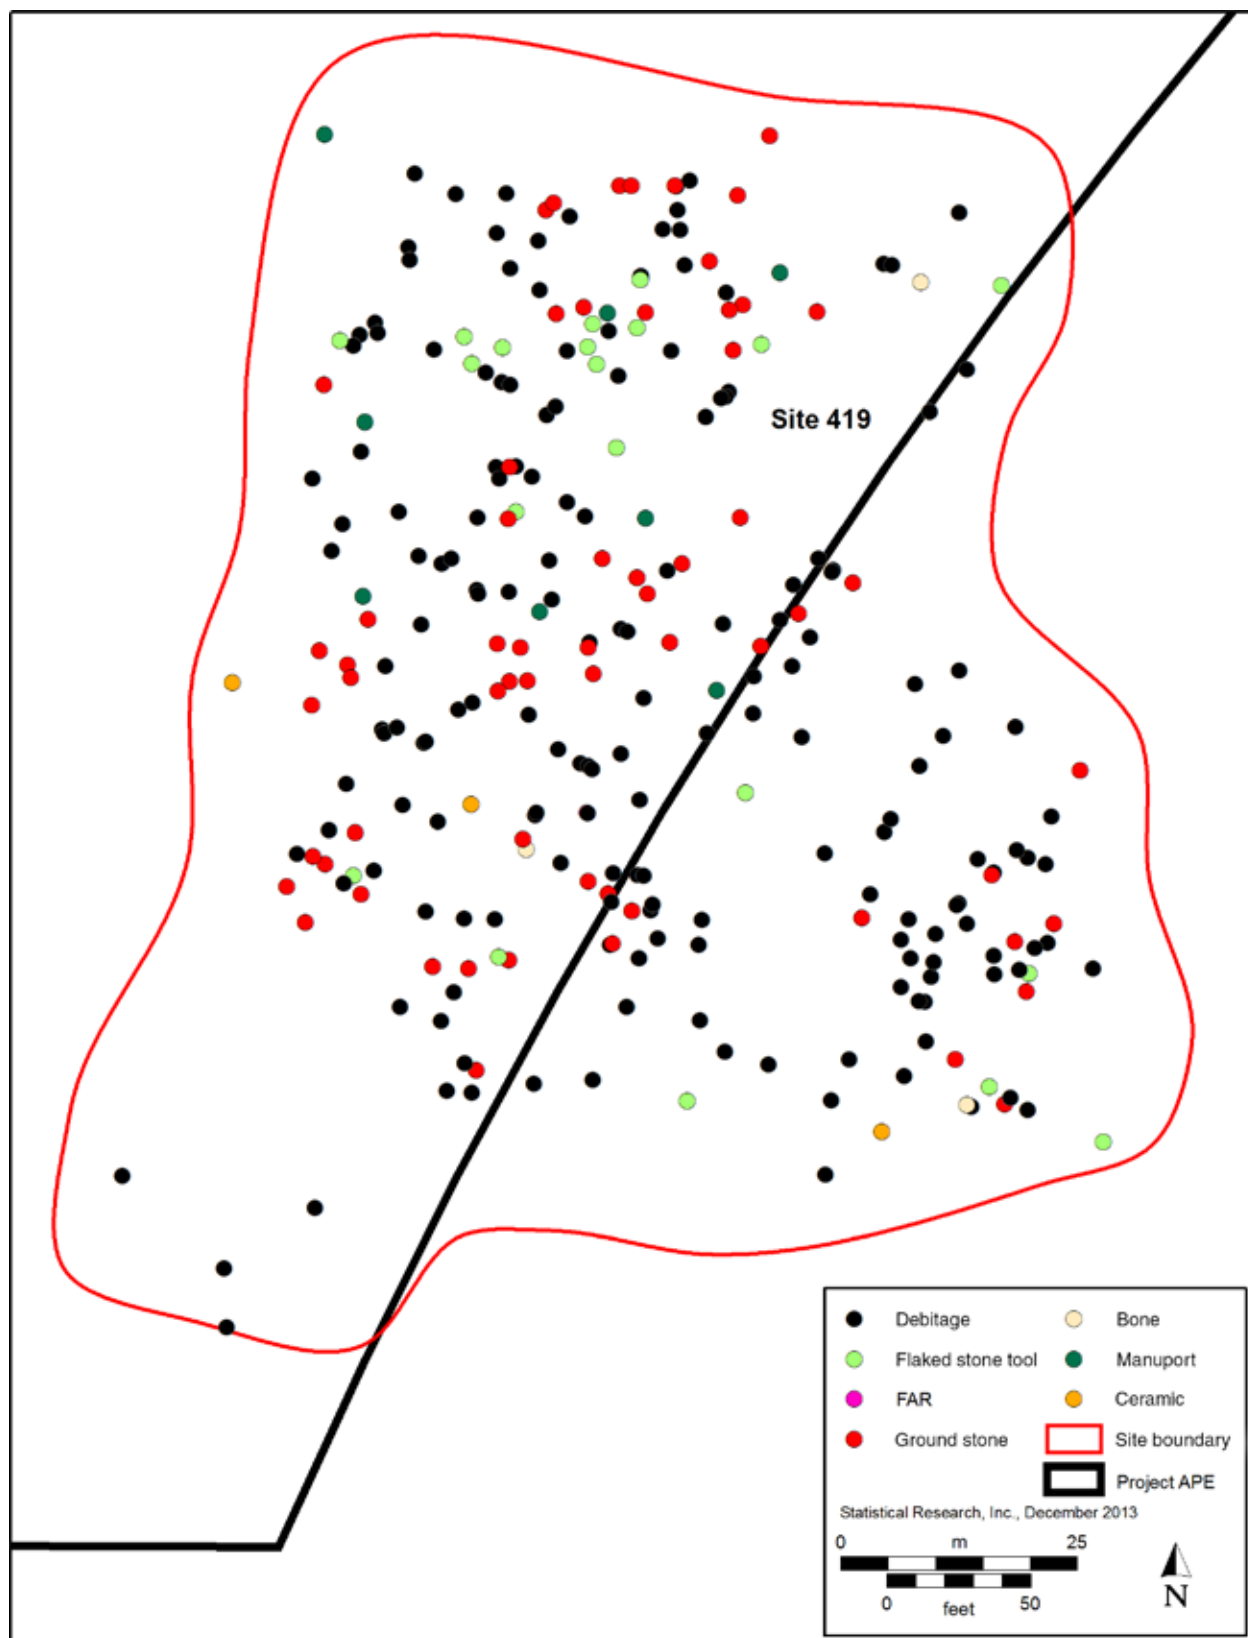 Site 419
Debitage
Bone
Flaked stone tool
Manuport
FAR
Ceramic
Ground stone
Site boundary
Project APE
Statistical Research, Inc., December 2013
0 m 25
0 feet 50
N